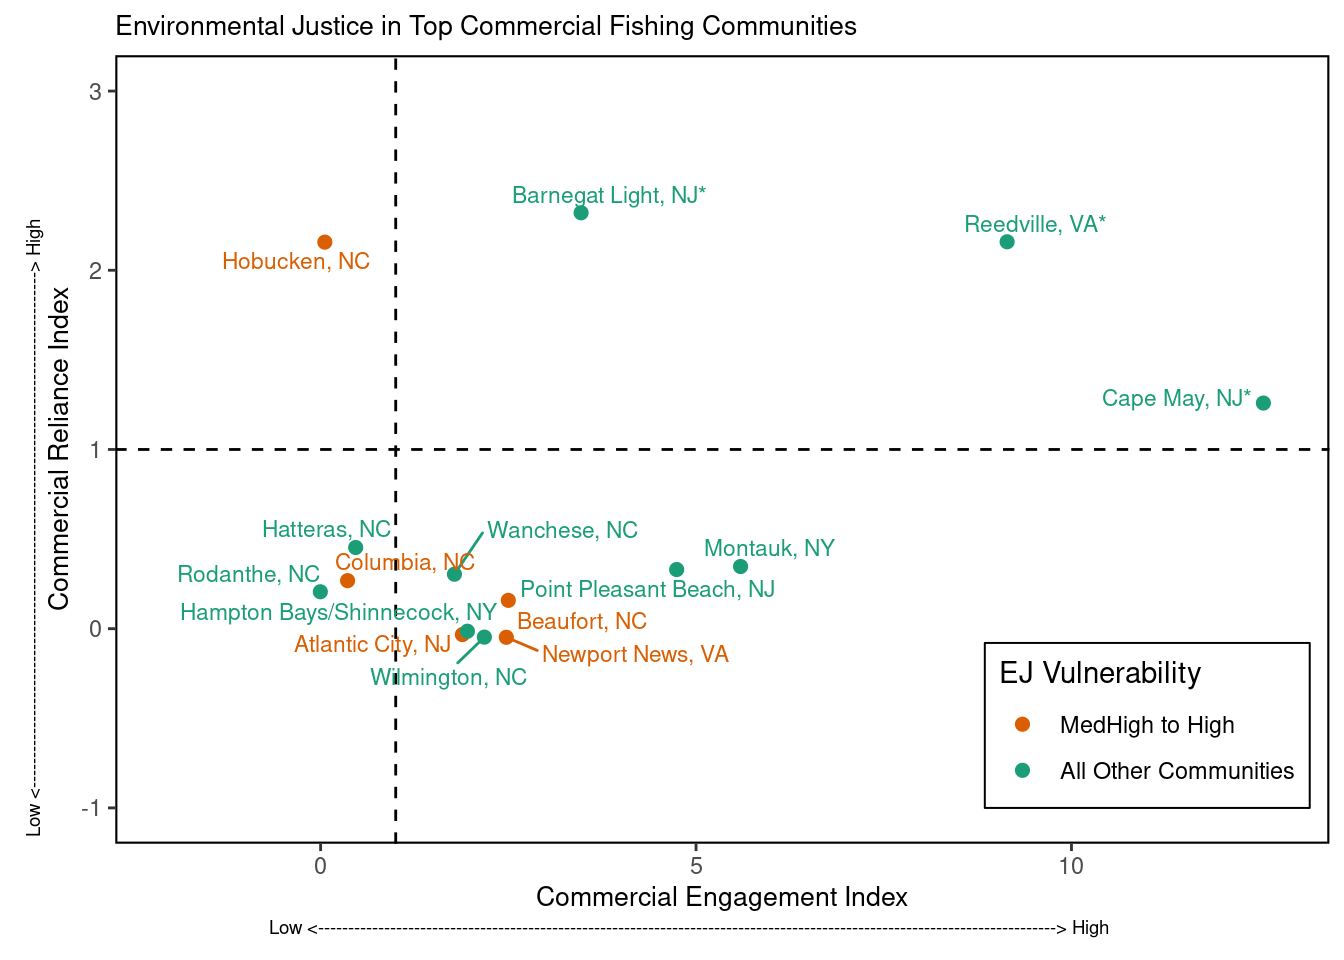 Environmental Justice in Top Commercial Fishing Communities
3
Barnegat Light, NJ*
Reedville, VA*
Hobucken, NC
2
Cape May, NJ*
1
Hatteras, NC
Wanchese, NC
Montauk, NY
Columbia, NC
Rodanthe, NC
Point Pleasant Beach, NJ
Hampton Bays/Shinnecock, NY
Beaufort, NC
0
Atlantic City, NJ
Newport News, VA
Wilmington, NC
-1
EJ Vulnerability
MedHigh to High
All Other Communities
0
5
10
Commercial Engagement Index
Low <----------------------------------------------------------------------------------------------------------------------------> High
Commercial Reliance Index
Low <----------------------------------------------------------------------------------------> High